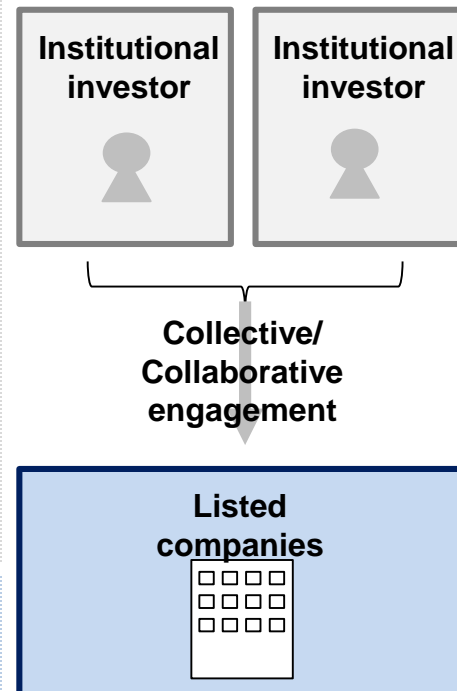 Institutional
investor
Institutional
investor
Collective/
Collaborative
engagement
Listed
companies